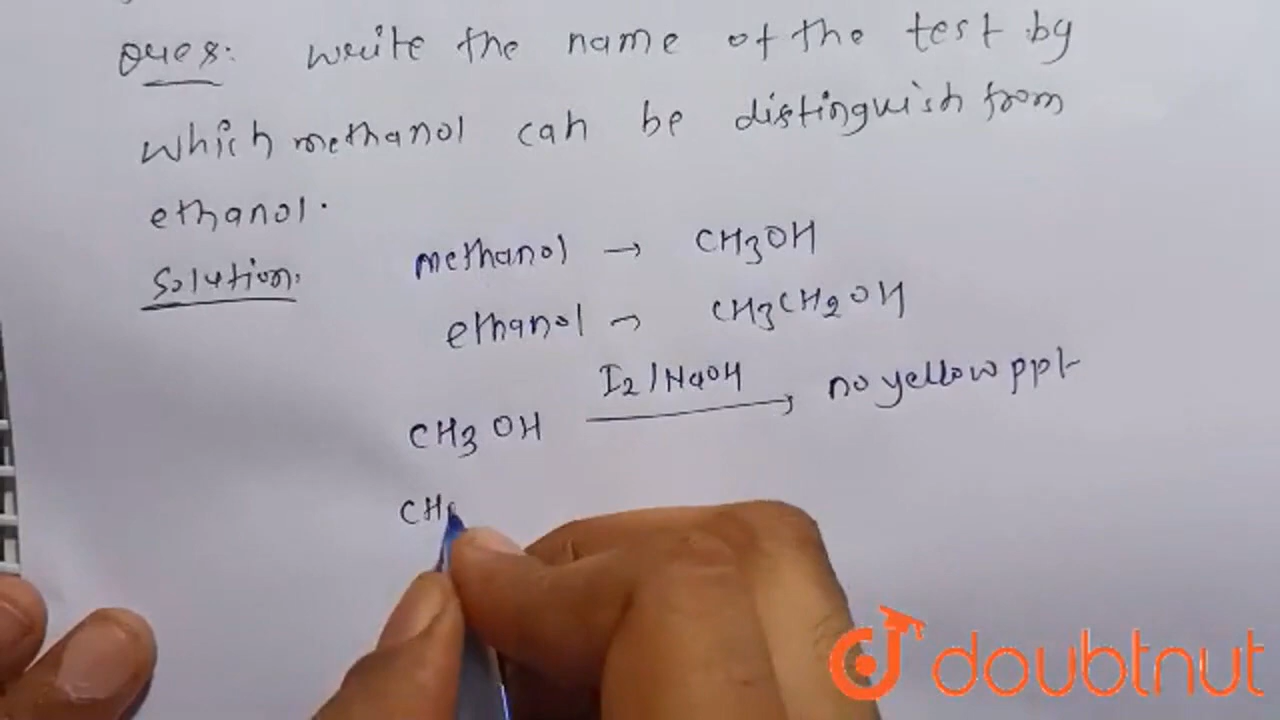 Ques: Write the name of the test by
which methanol can be distinguish from
ethanol.
Solution:
methanol → CH3OH
ethanol → CH3CH2OH
I2/NaOH
CH3OH → no yellow ppt
CH
doubtnut